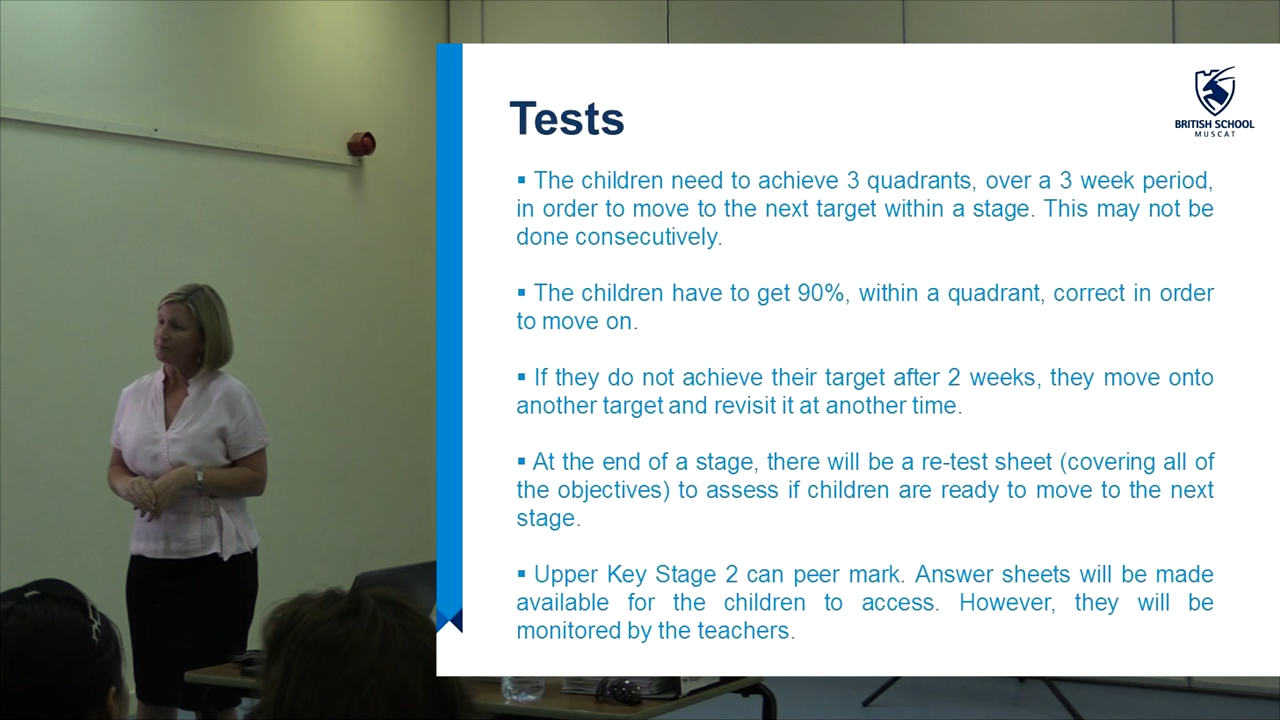 Tests
BRITISH SCHOOL
MUSCAT
▪ The children need to achieve 3 quadrants, over a 3 week period,
in order to move to the next target within a stage. This may not be
done consecutively.
▪ The children have to get 90%, within a quadrant, correct in order
to move on.
▪ If they do not achieve their target after 2 weeks, they move onto
another target and revisit it at another time.
▪ At the end of a stage, there will be a re-test sheet (covering all of
the objectives) to assess if children are ready to move to the next
stage.
▪ Upper Key Stage 2 can peer mark. Answer sheets will be made
available for the children to access. However, they will be
monitored by the teachers.